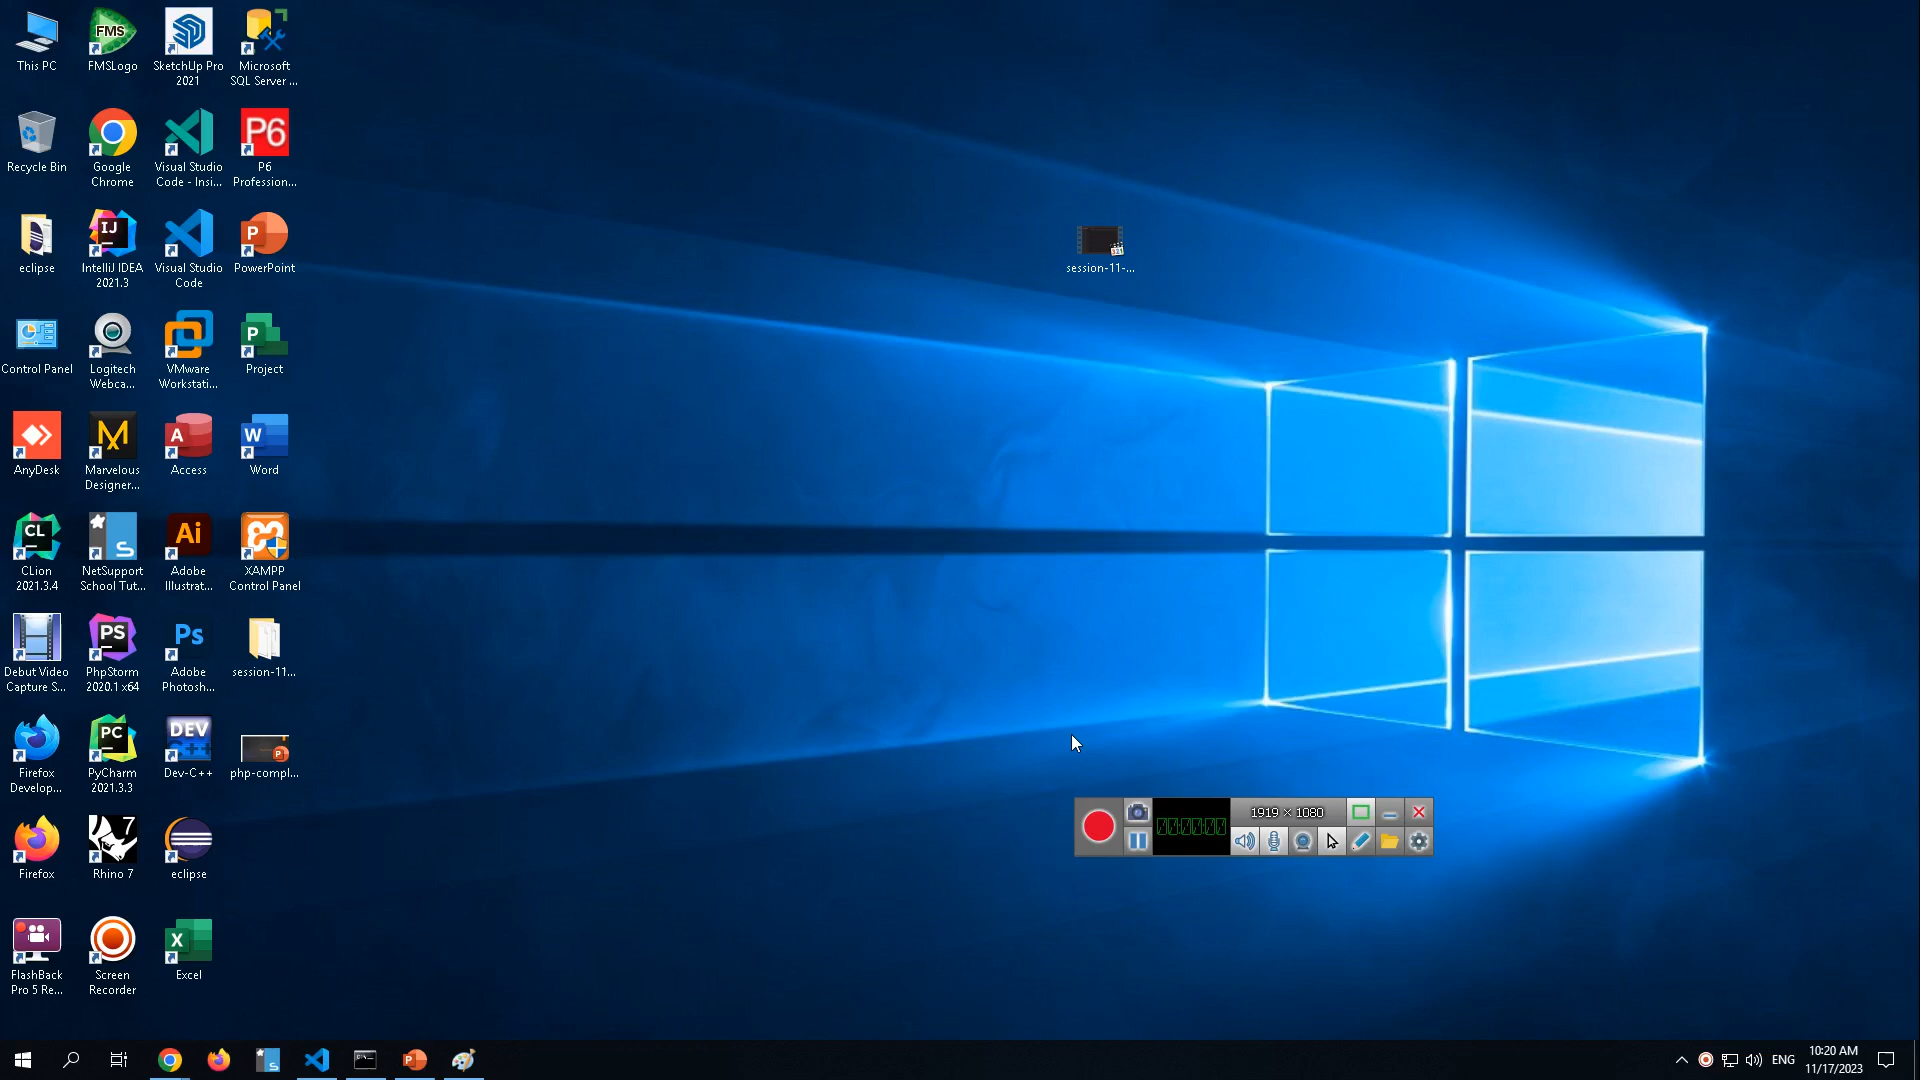 This PC
FMSLogo
SketchUp Pro
2021
Microsoft
SQL Server ...
Recycle Bin
Google
Chrome
Visual Studio
Code - Insi...
P6
Profession...
eclipse
IntelliJ IDEA
2021.3
Visual Studio
Code
PowerPoint
session-11-...
Control Panel
Logitech
Webca...
VMware
Workstati...
Project
AnyDesk
Marvelous
Designer...
Access
Word
CLion
2021.3.4
NetSupport
School Tut...
Adobe
Illustrat...
XAMPP
Control Panel
Debut Video
Capture S...
PhpStorm
2020.1 x64
Adobe
Photosh...
session-11...
Firefox
Develop...
PyCharm
2021.3.3
Dev-C++
php-compl...
1919 × 1080
Firefox
Rhino 7
eclipse
FlashBack
Pro 5 Re...
Screen
Recorder
Excel
ENG
10:20 AM
11/17/2023